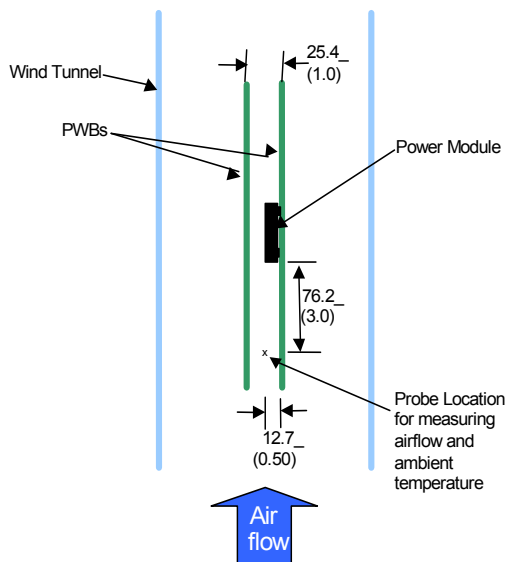 25.4_
(1.0)
Wind Tunnel
PWBs
Power Module
76.2_
(3.0)
x
Probe Location
for measuring
airflow and
ambient
temperature
12.7_
(0.50)
Air
flow